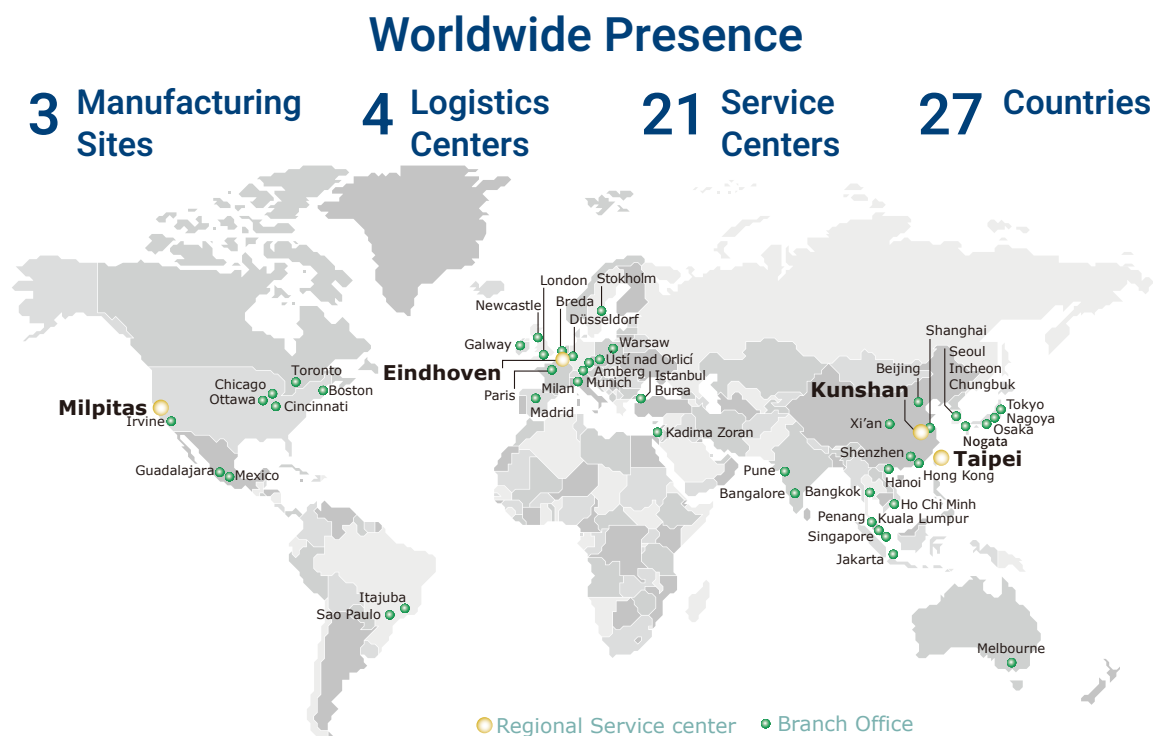 Worldwide Presence
3 Manufacturing
Sites
4 Logistics
Centers
21 Service
Centers
27 Countries
London
Stokholm
Newcastle
Breda
Düsseldorf
Galway
Warsaw
Eindhoven
Ustí nad Orlicí
Amberg
Paris
Milan
Munich
Istanbul
Bursa
Madrid
Kadima Zoran
Toronto
Chicago
Boston
Ottawa
Cincinnati
Milpitas
Irvine
Guadalajara
Mexico
Itajuba
Sao Paulo
Shanghai
Seoul
Incheon
Chungbuk
Beijing
Kunshan
Tokyo
Nagoya
Osaka
Xi'an
Nogata
Shenzhen
Taipei
Hong Kong
Hanoi
Pune
Bangalore
Bangkok
Ho Chi Minh
Penang
Kuala Lumpur
Singapore
Jakarta
Melbourne
Regional Service center
Branch Office